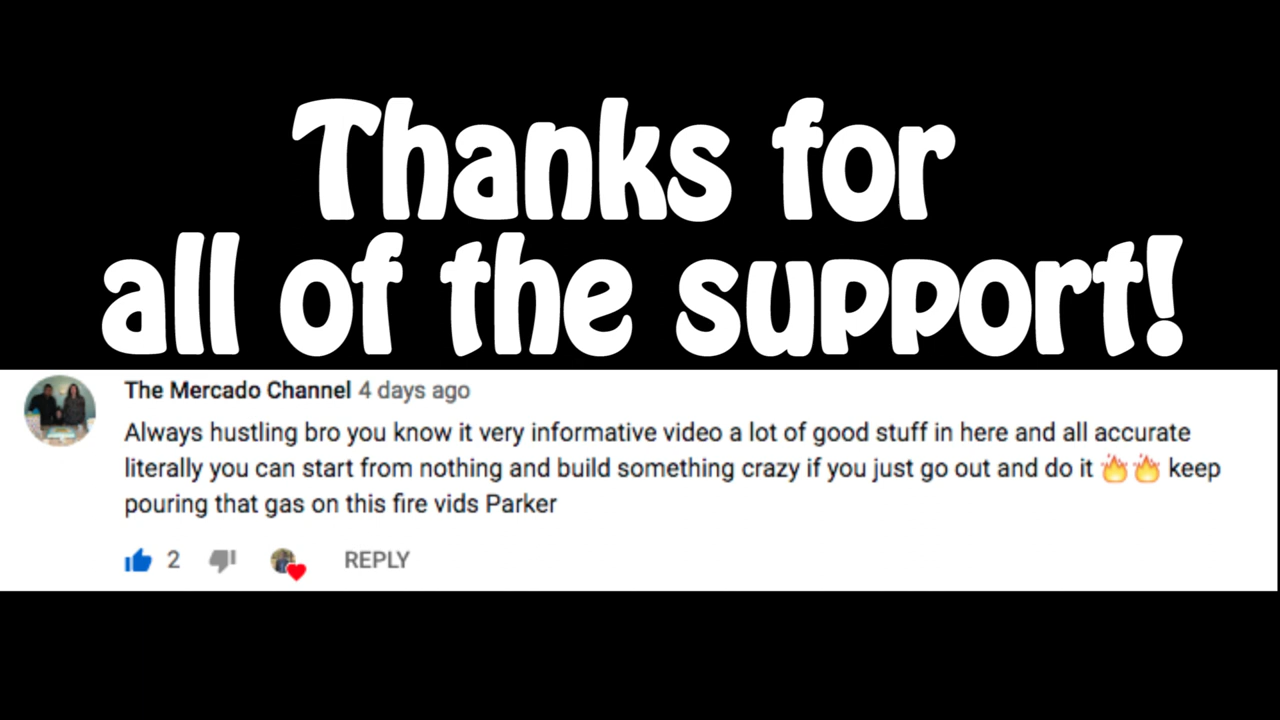 Thanks for
all of the support!
The Mercado Channel 4 days ago
Always hustling bro you know it very informative video a lot of good stuff in here and all accurate
literally you can start from nothing and build something crazy if you just go out and do it 🔥🔥 keep
pouring that gas on this fire vids Parker
2 REPLY